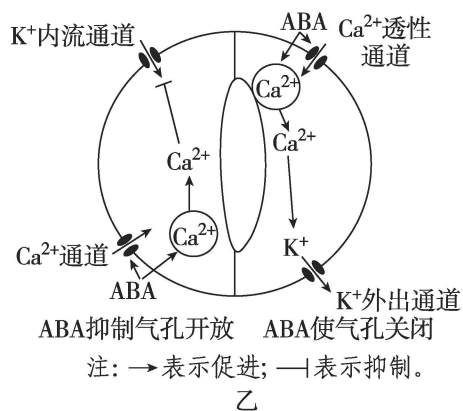 ABA
K⁺内流通道
Ca²⁺透性
通道
Ca²⁺
Ca²⁺
Ca²⁺
Ca²⁺
Ca²⁺通道
ABA
K⁺
K⁺外出通道
ABA抑制气孔开放 ABA使气孔关闭
注: →表示促进; ⊣表示抑制。
乙